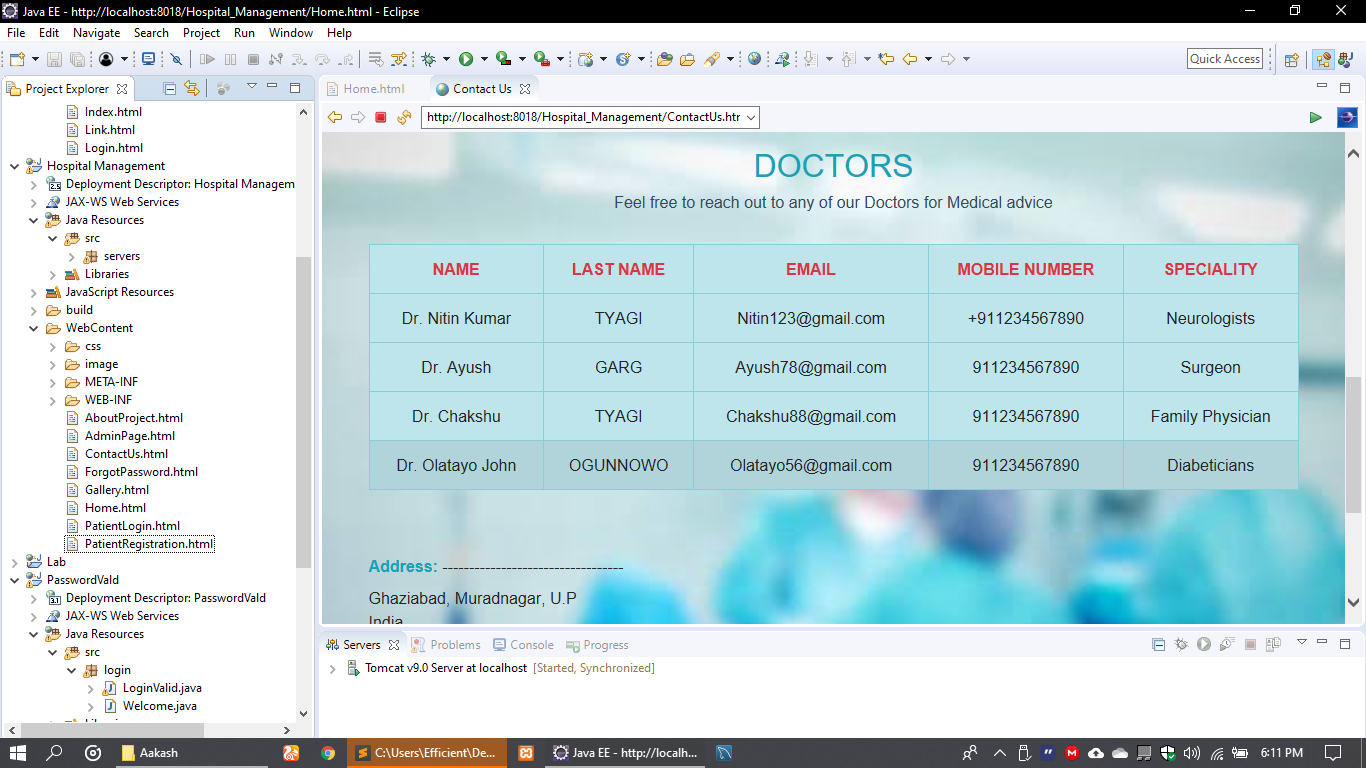 Java EE - http://localhost:8018/Hospital_Management/Home.html - Eclipse
File Edit Navigate Search Project Run Window Help
Quick Access
Project Explorer
Index.html
Link.html
Login.html
Hospital Management
Deployment Descriptor: Hospital Managem
JAX-WS Web Services
Java Resources
src
servers
Libraries
JavaScript Resources
build
WebContent
css
image
META-INF
WEB-INF
AboutProject.html
AdminPage.html
ContactUs.html
ForgotPassword.html
Gallery.html
Home.html
PatientLogin.html
PatientRegistration.html
Lab
PasswordVald
Deployment Descriptor: PasswordVald
JAX-WS Web Services
Java Resources
src
login
LoginValid.java
Welcome.java
Home.html Contact Us
http://localhost:8018/Hospital_Management/ContactUs.htr
DOCTORS
Feel free to reach out to any of our Doctors for Medical advice
NAME LAST NAME EMAIL MOBILE NUMBER SPECIALITY
Dr. Nitin Kumar TYAGI Nitin123@gmail.com +911234567890 Neurologists
Dr. Ayush GARG Ayush78@gmail.com 911234567890 Surgeon
Dr. Chakshu TYAGI Chakshu88@gmail.com 911234567890 Family Physician
Dr. Olatayo John OGUNNOWO Olatayo56@gmail.com 911234567890 Diabeticians
Address: ----------------------------------
Ghaziabad, Muradnagar, U.P
India
Servers Problems Console Progress
Tomcat v9.0 Server at localhost [Started, Synchronized]
Aakash C:\Users\Efficient\De... Java EE - http://localh... 6:11 PM